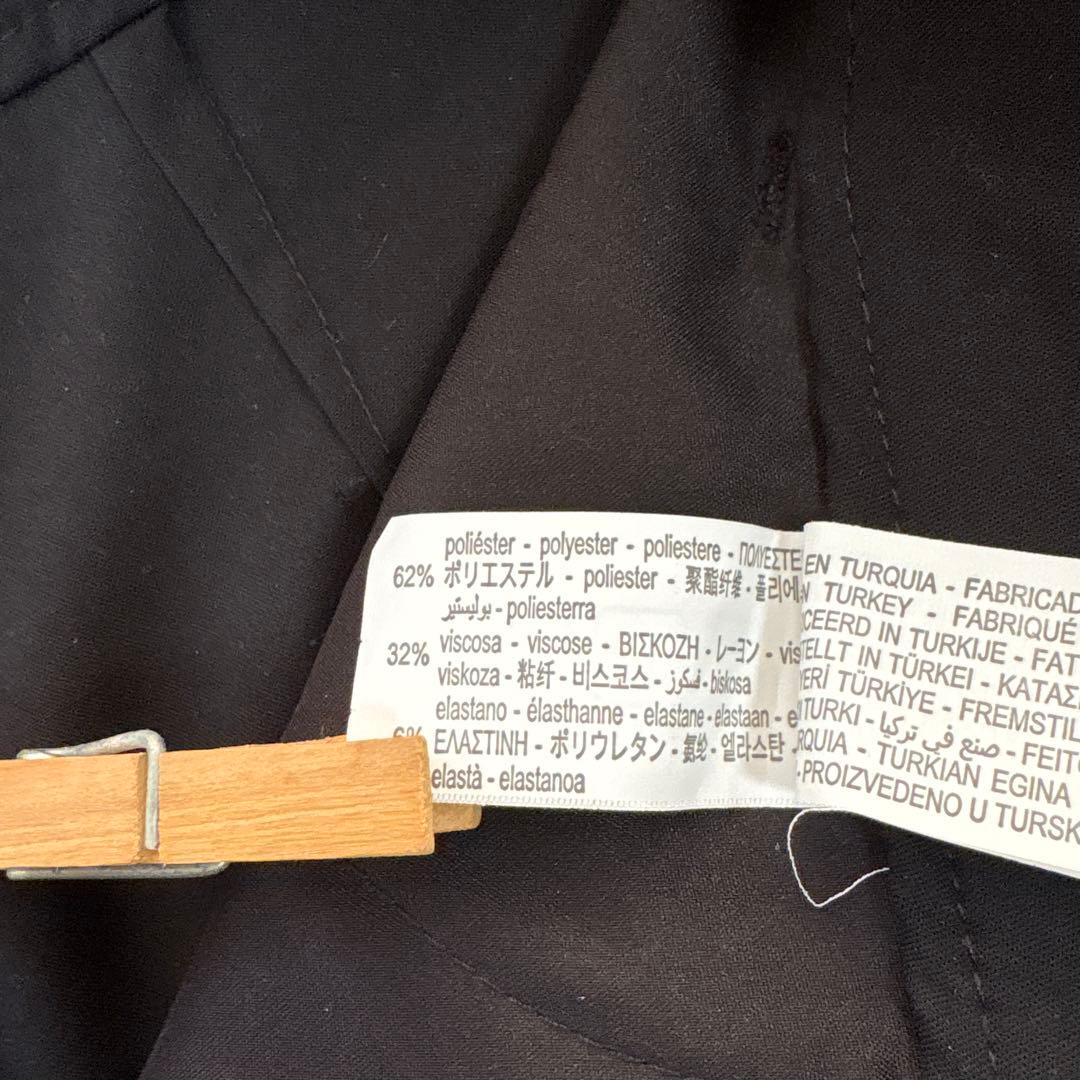 poliéster - polyester - poliestere - ΠΟΛΥΕΣΤΕ
62% ポリエステル - poliester - 聚酯纤维 - 폴리에
بوليستير - poliesterra
32% viscosa - viscose - ΒΙΣΚΟΖΗ - レーヨン - vis
viskoza - 粘纤 - 비스코스 - فسكوز - biskosa
elastano - élasthanne - elastane - elastaan - e
6% ΕΛΑΣΤΙΝΗ - ポリウレタン - 氨纶 - 엘라스탄
elastà - elastanoa
EN TURQUIA - FABRICAD
N TURKEY - FABRIQUÉ
CEERD IN TURKIJE - FAT
TELLT IN TÜRKEI - ΚΑΤΑΣ
YERİ TÜRKİYE - FREMSTIL
TURKI - صنع في تركيا - FEITO
RQUIA - TURKIAN EGINA
PROIZVEDENO U TURSK